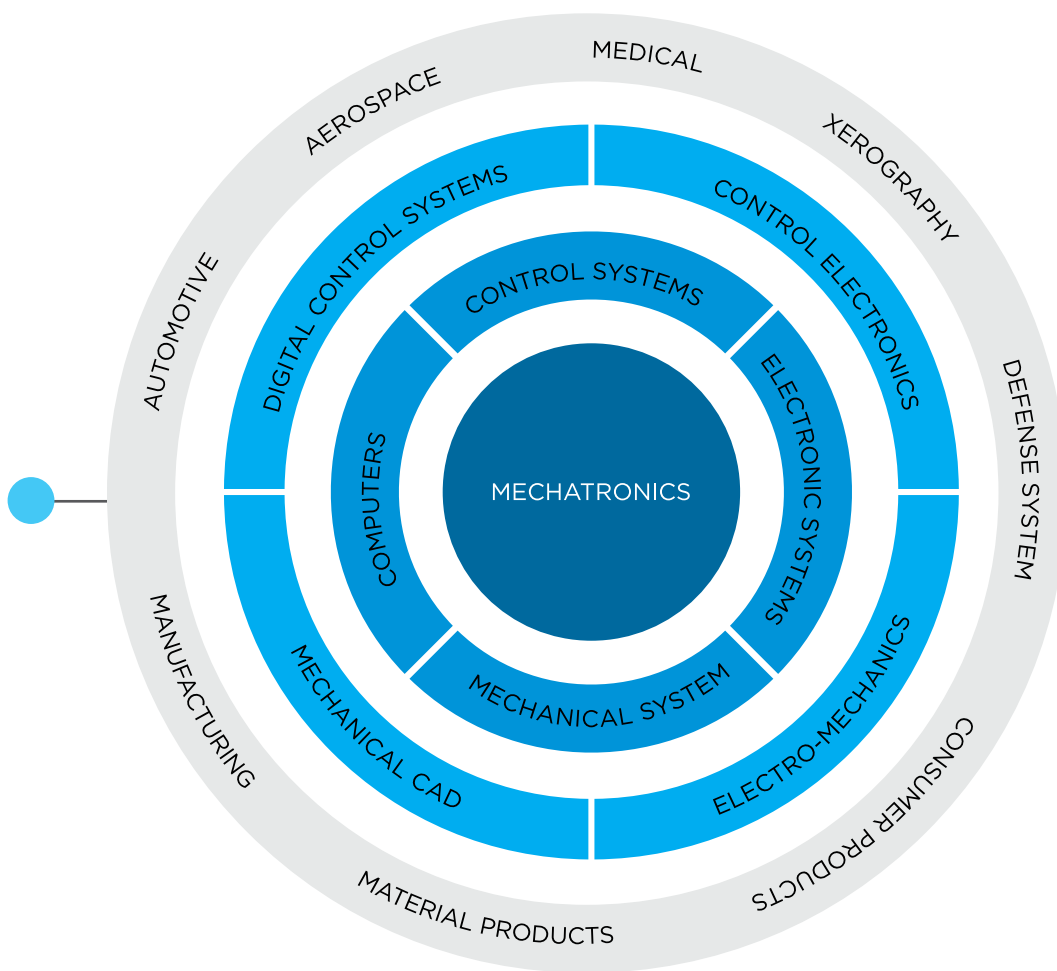 MEDICAL
XEROGRAPHY
DEFENSE SYSTEM
CONSUMER PRODUCTS
MATERIAL PRODUCTS
MANUFACTURING
AUTOMOTIVE
AEROSPACE
DIGITAL CONTROL SYSTEMS
CONTROL ELECTRONICS
ELECTRO-MECHANICS
MECHANICAL CAD
CONTROL SYSTEMS
ELECTRONIC SYSTEMS
MECHANICAL SYSTEM
COMPUTERS
MECHATRONICS